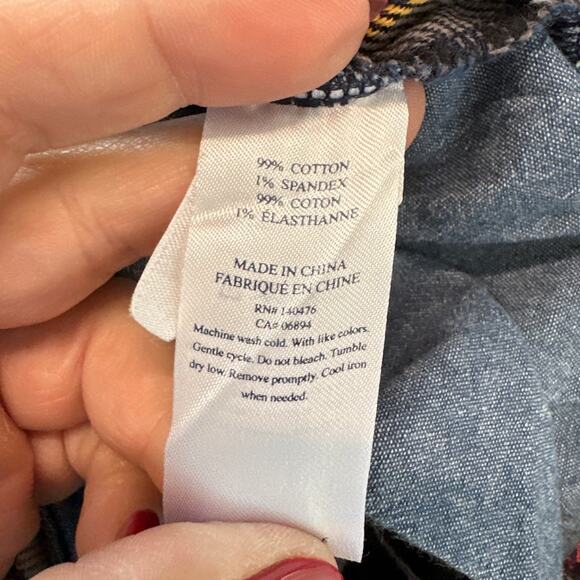 99% COTTON
1% SPANDEX
99% COTON
1% ÉLASTHANNE
MADE IN CHINA
FABRIQUÉ EN CHINE
RN# 140476
CA# 06894
Machine wash cold. With like colors.
Gentle cycle. Do not bleach. Tumble
dry low. Remove promptly. Cool iron
when needed.